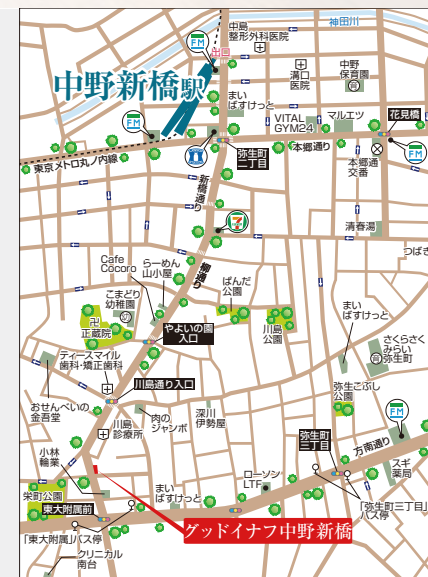 中島
整形外科医院
神田川
出口
FM
中野新橋駅
溝口
医院
中野
保育園
まい
ばすけっと
VITAL
GYM24
マルエツ
花見橋
FM
FM
弥生町
二丁目
本郷通り
東京メトロ丸ノ内線
本郷通
交番
新橋通り
7
清春湯
つばき
柳通り
Cafe
Cocoro
らーめん
山小屋
ぱんだ
公園
こまどり
幼稚園
正蔵院
やよいの園
入口
川島
公園
まい
ばすけっと
さくらさく
みらい
弥生町
ティースマイル
歯科・矯正歯科
川島通り入口
弥生こぶし
公園
おせんべいの
金吾堂
川島
診療所
肉の
ジャンボ
深川
伊勢屋
FM
弥生町
三丁目
方南通り
小林
輪業
スギ
薬局
ローソン
LTF
栄町公園
東大附属前
まい
ばすけっと
「弥生町三丁目」
バス停
グッドイナフ中野新橋
「東大附属」バス停
クリニカル
南台